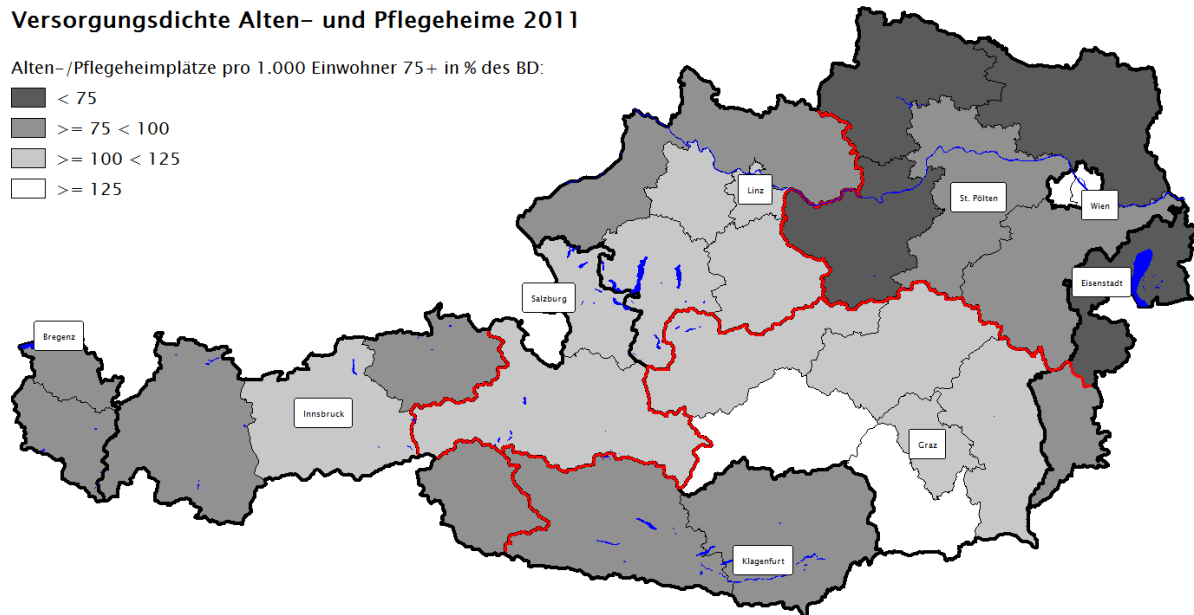 Versorgungsdichte Alten- und Pflegeheime 2011
Alten-/Pflegeheimplätze pro 1.000 Einwohner 75+ in % des BD:
< 75
>= 75 < 100
>= 100 < 125
>= 125
Linz
St. Pölten
Wien
Eisenstadt
Salzburg
Bregenz
Innsbruck
Graz
Klagenfurt